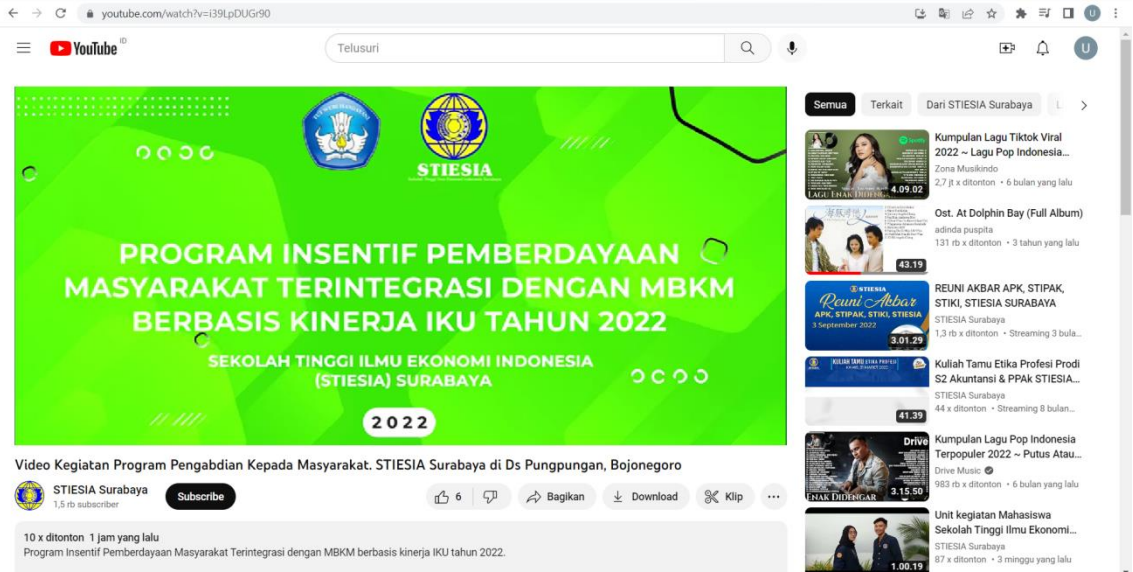 youtube.com/watch?v=i39LpDUGr90
YouTube ID
Telusuri
U
STIESIA
PROGRAM INSENTIF PEMBERDAYAAN
MASYARAKAT TERINTEGRASI DENGAN MBKM
BERBASIS KINERJA IKU TAHUN 2022
SEKOLAH TINGGI ILMU EKONOMI INDONESIA
(STIESIA) SURABAYA
2022
Video Kegiatan Program Pengabdian Kepada Masyarakat. STIESIA Surabaya di Ds Pungpungan, Bojonegoro
STIESIA Surabaya
1,5 rb subscriber
Subscribe
6
Bagikan
Download
Klip
10 x ditonton 1 jam yang lalu
Program Insentif Pemberdayaan Masyarakat Terintegrasi dengan MBKM berbasis kinerja IKU tahun 2022.
Semua
Terkait
Dari STIESIA Surabaya
LAGU ENAK DIDENGAR
4.09.02
Kumpulan Lagu Tiktok Viral
2022 ~ Lagu Pop Indonesia...
Zona Musikindo
2,7 jt x ditonton • 6 bulan yang lalu
43.19
Ost. At Dolphin Bay (Full Album)
adinda puspita
131 rb x ditonton • 3 tahun yang lalu
STIESIA
Reuni Akbar
APK, STIPAK, STIKI, STIESIA
3 September 2022
3.01.29
REUNI AKBAR APK, STIPAK,
STIKI, STIESIA SURABAYA
STIESIA Surabaya
1,3 rb x ditonton • Streaming 3 bula...
KULIAH TAMU ETIKA PROFESI
41.39
Kuliah Tamu Etika Profesi Prodi
S2 Akuntansi & PPAk STIESIA...
STIESIA Surabaya
44 x ditonton • Streaming 8 bulan...
Drive
ENAK DIDENGAR
3.15.50
Kumpulan Lagu Pop Indonesia
Terpopuler 2022 ~ Putus Atau...
Drive Music
983 rb x ditonton • 6 bulan yang lalu
1.00.19
Unit kegiatan Mahasiswa
Sekolah Tinggi Ilmu Ekonomi...
STIESIA Surabaya
87 x ditonton • 3 minggu yang lalu